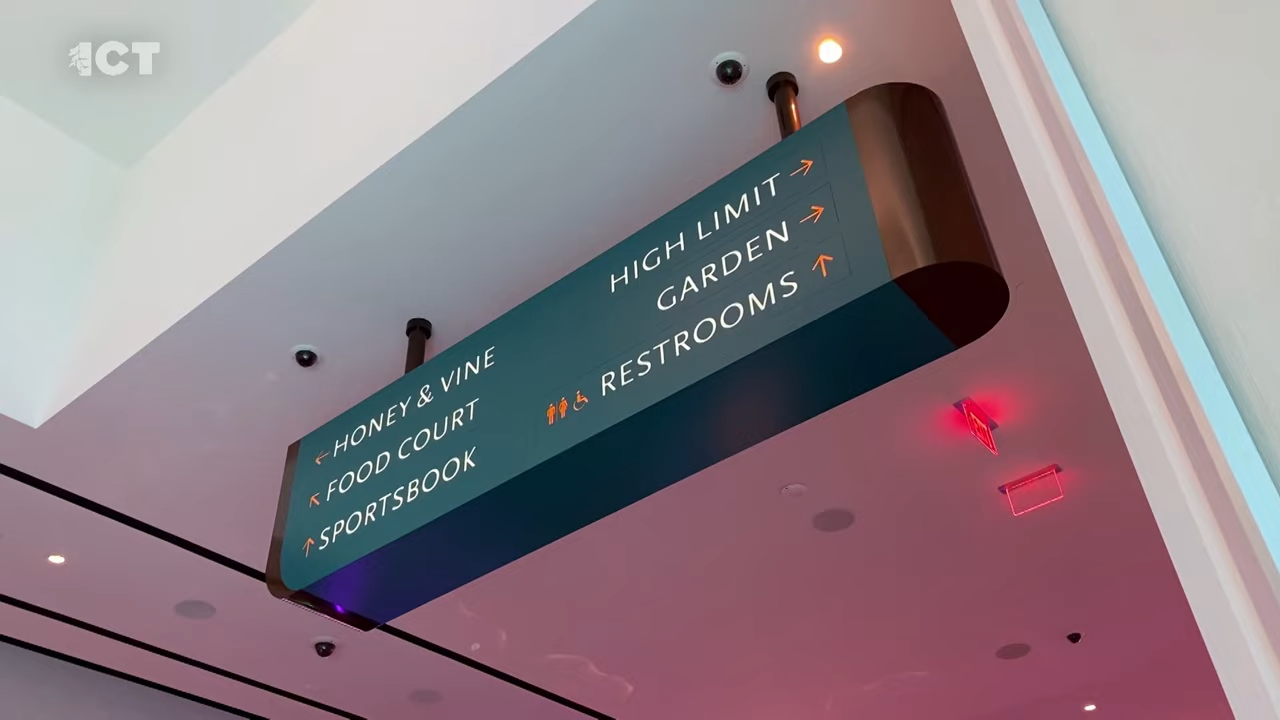 ICT
HIGH LIMIT →
GARDEN →
RESTROOMS ↑
← HONEY & VINE
↖ FOOD COURT
↑ SPORTSBOOK